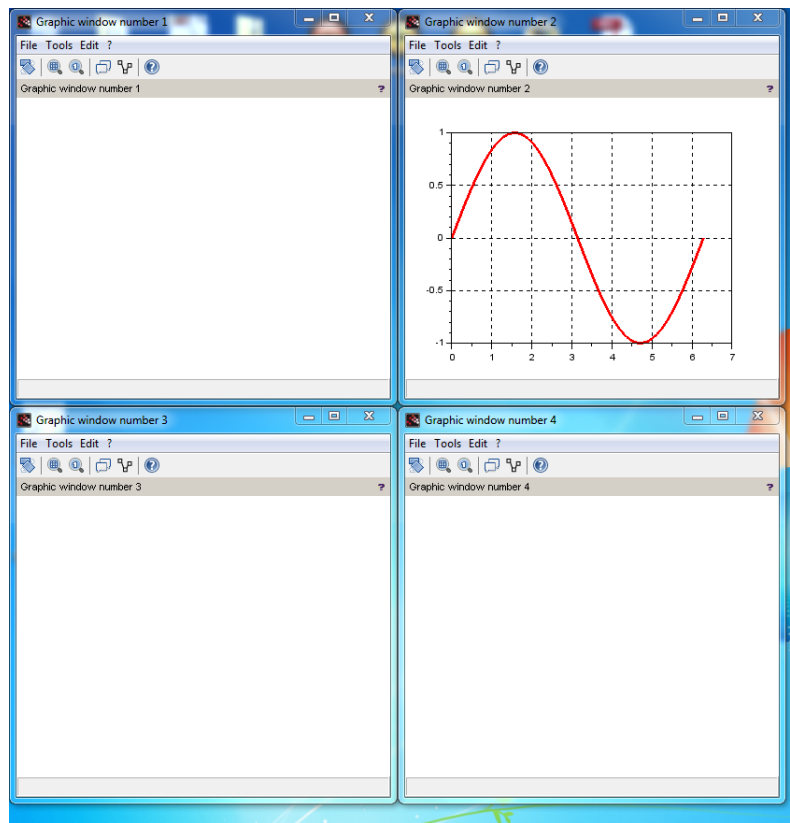 Graphic window number 1
File Tools Edit ?
Graphic window number 1 ?
Graphic window number 2
File Tools Edit ?
Graphic window number 2 ?
1
0.5
0
-0.5
-1
0 1 2 3 4 5 6 7
Graphic window number 3
File Tools Edit ?
Graphic window number 3 ?
Graphic window number 4
File Tools Edit ?
Graphic window number 4 ?